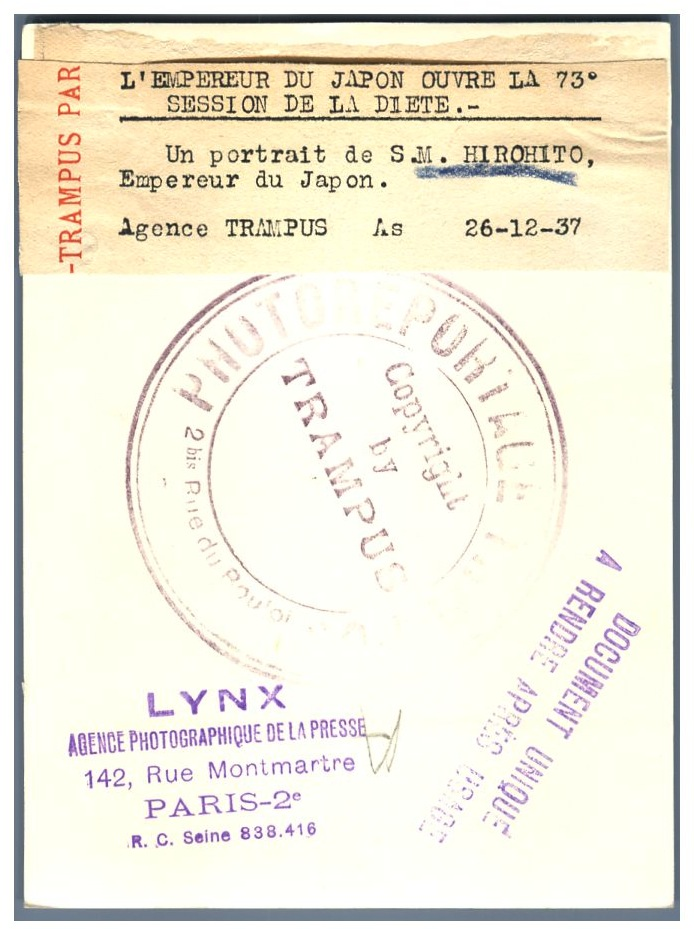 -TRAMPUS PAR
L'EMPEREUR DU JAPON OUVRE LA 73°
SESSION DE LA DIETE.-
Un portrait de S.M. HIROHITO,
Empereur du Japon.
Agence TRAMPUS As 26-12-37
PHOTOREPORTAGE
Copyright
by
TRAMPUS
2 bis Rue du Bouloi
DOCUMENT UNIQUE
A RENDRE APRÈS USAGE
LYNX
AGENCE PHOTOGRAPHIQUE DE LA PRESSE
142, Rue Montmartre
PARIS-2e
R. C. Seine 838.416